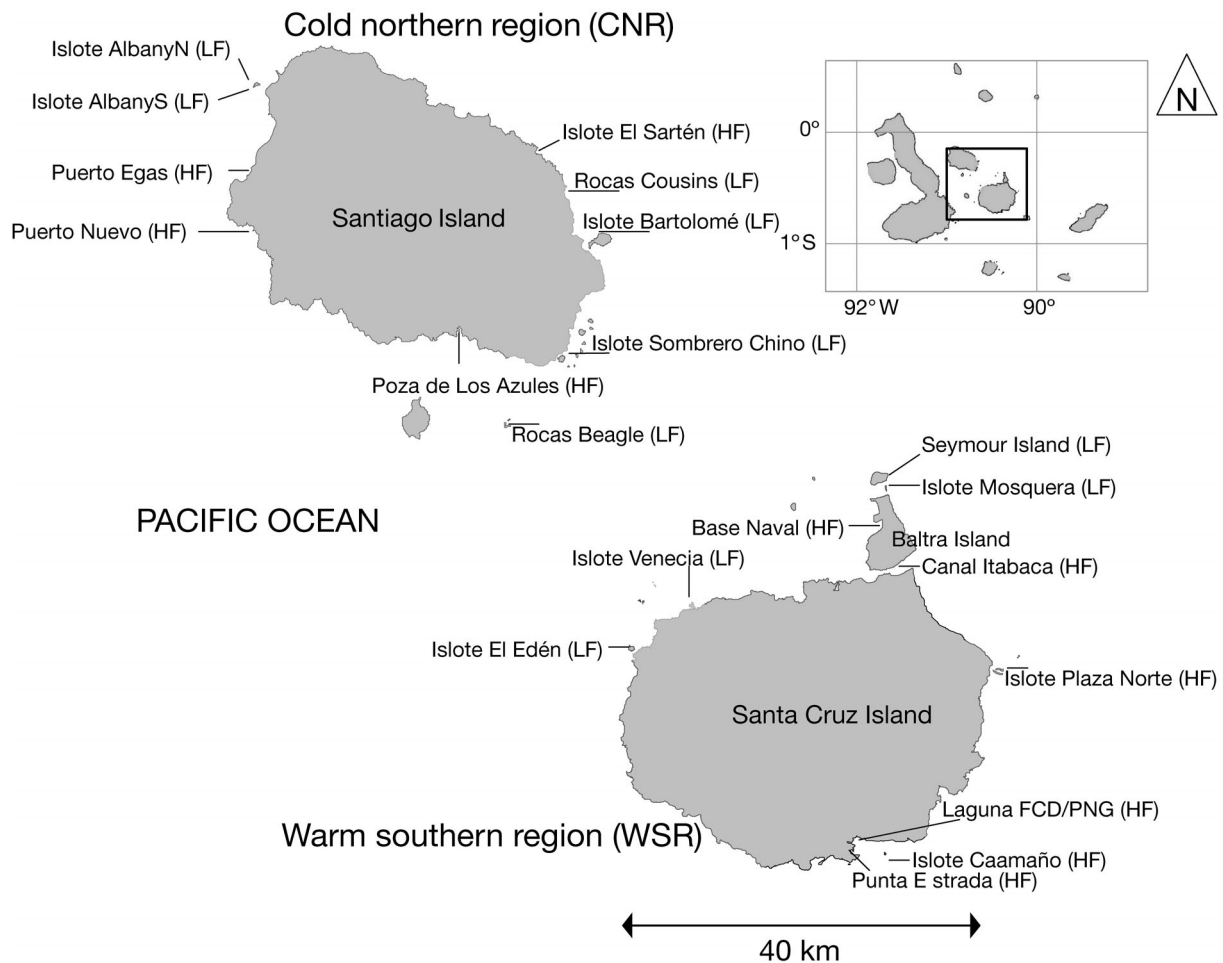 Cold northern region (CNR)
Islote AlbanyN (LF)
Islote AlbanyS (LF)
Islote El Sartén (HF)
Puerto Egas (HF)
Rocas Cousins (LF)
Santiago Island
Islote Bartolomé (LF)
Puerto Nuevo (HF)
Islote Sombrero Chino (LF)
Poza de Los Azules (HF)
Rocas Beagle (LF)
N
0º
1°S
92°W
90º
Seymour Island (LF)
Islote Mosquera (LF)
PACIFIC OCEAN
Base Naval (HF)
Baltra Island
Islote Venecia (LF)
Canal Itabaca (HF)
Islote El Edén (LF)
Islote Plaza Norte (HF)
Santa Cruz Island
Laguna FCD/PNG (HF)
Warm southern region (WSR)
Islote Caamaño (HF)
Punta E strada (HF)
40 km